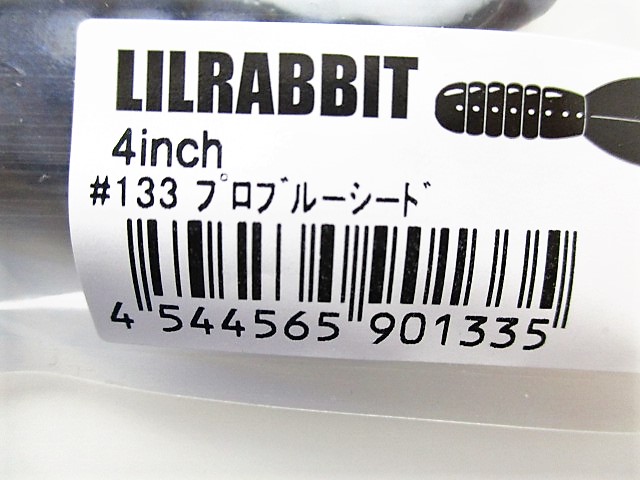 LILRABBIT
4inch
#133 ﾌﾟﾛﾌﾞﾙｰｼｰﾄﾞ
4 544565 901335